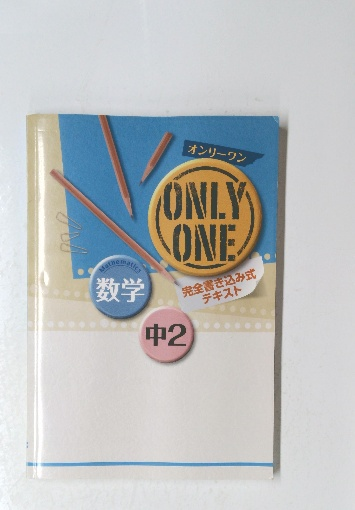 オンリーワン
ONLY
ONE
完全書き込み式
テキスト
Mathematics
数学
中2